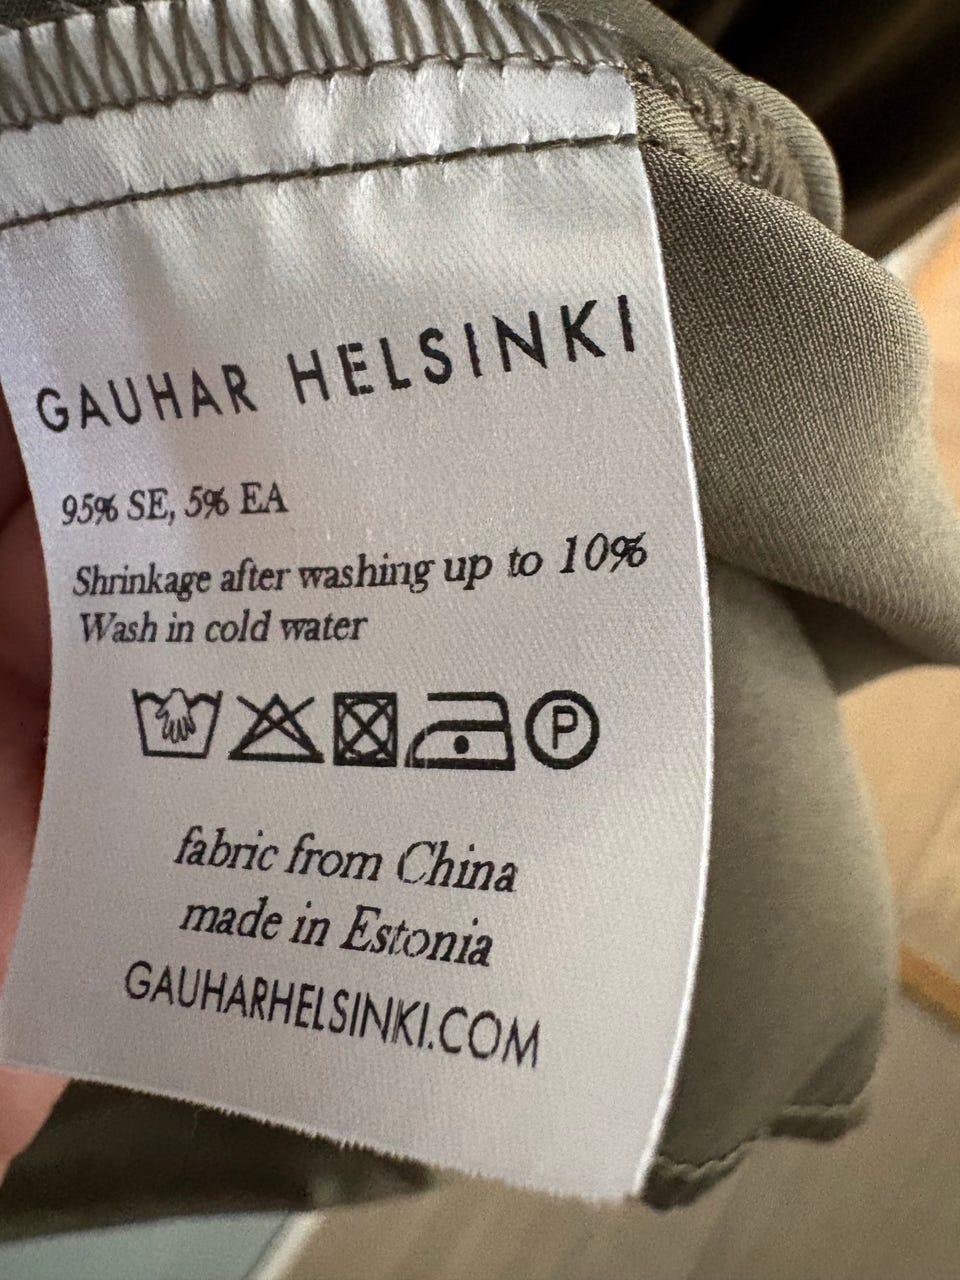 GAUHAR HELSINKI
95% SE, 5% EA
Shrinkage after washing up to 10%
Wash in cold water
P
fabric from China
made in Estonia
GAUHARHELSINKI.COM